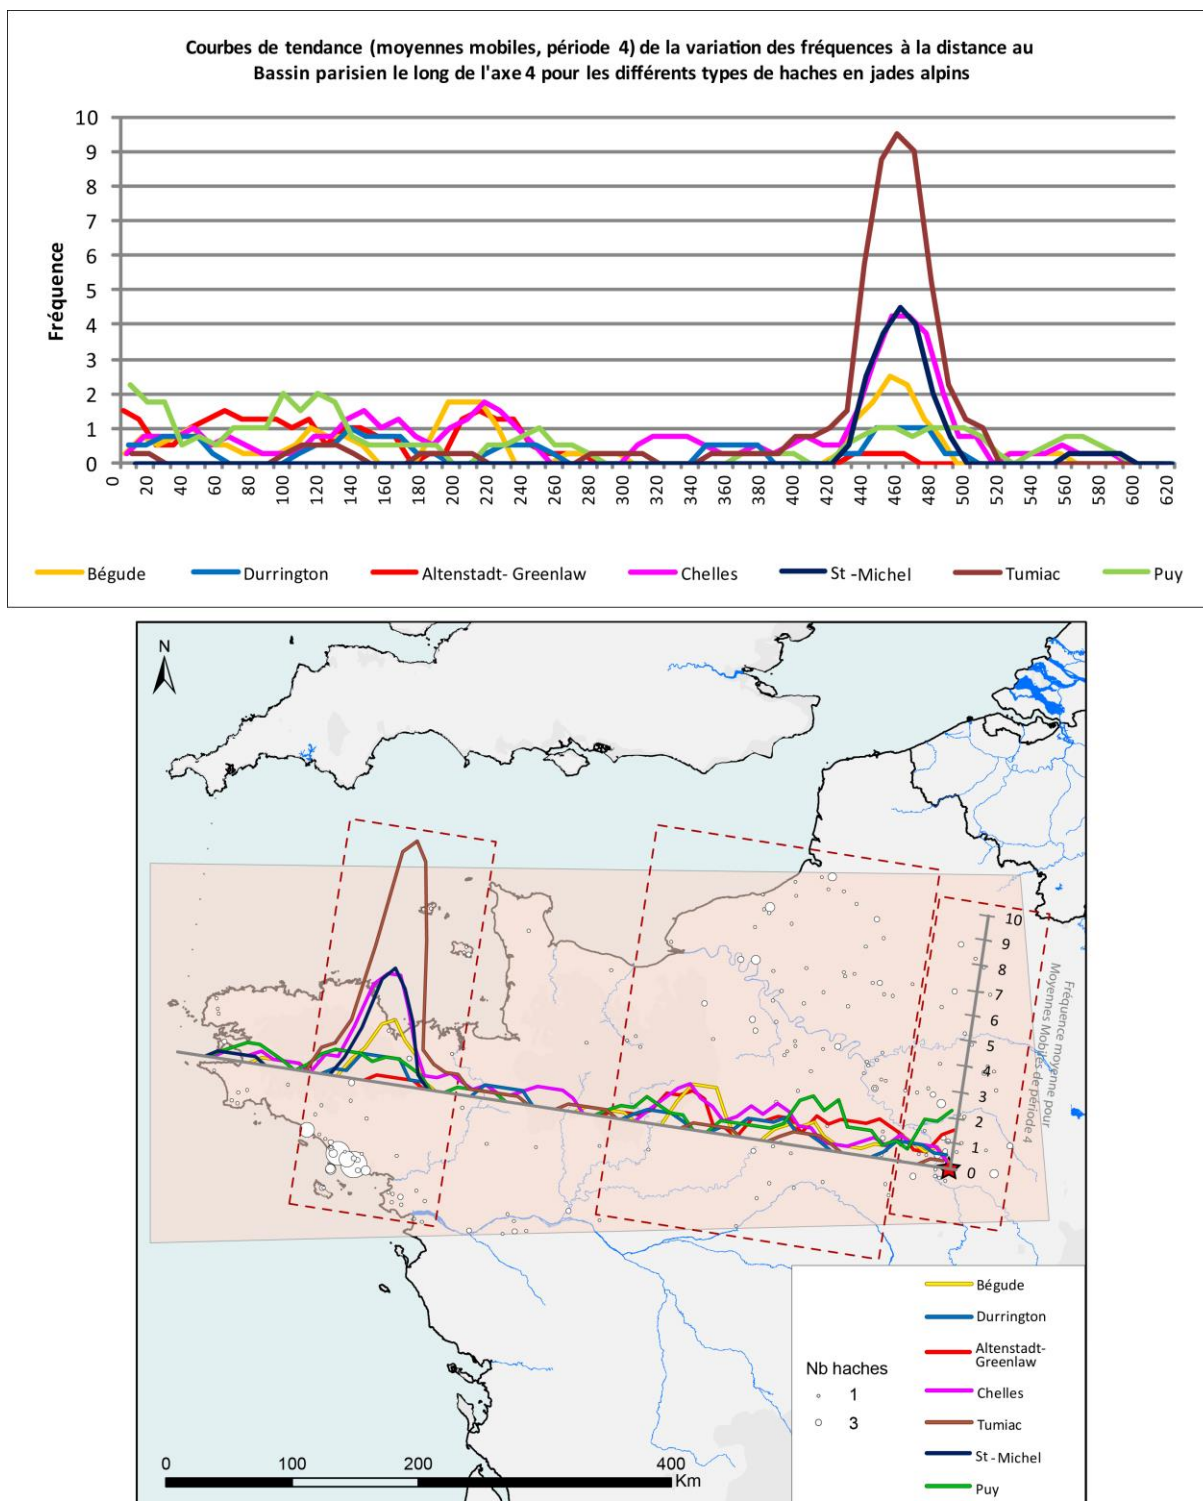 Courbes de tendance (moyennes mobiles, période 4) de la variation des fréquences à la distance au
Bassin parisien le long de l'axe 4 pour les différents types de haches en jades alpins
Fréquence
10
9
8
7
6
5
4
3
2
1
0
0 20 40 60 80 100 120 140 160 180 200 220 240 260 280 300 320 340 360 380 400 420 440 460 480 500 520 540 560 580 600 620
Bégude Durrington Altenstadt- Greenlaw Chelles St -Michel Tumiac Puy
N
10
9
8
7
6
5
4
3
2
1
0
Fréquence moyenne pour
Moyennes Mobiles de période 4
Nb haches
1
3
Bégude
Durrington
Altenstadt-
Greenlaw
Chelles
Tumiac
St - Michel
Puy
0 100 200 400
Km